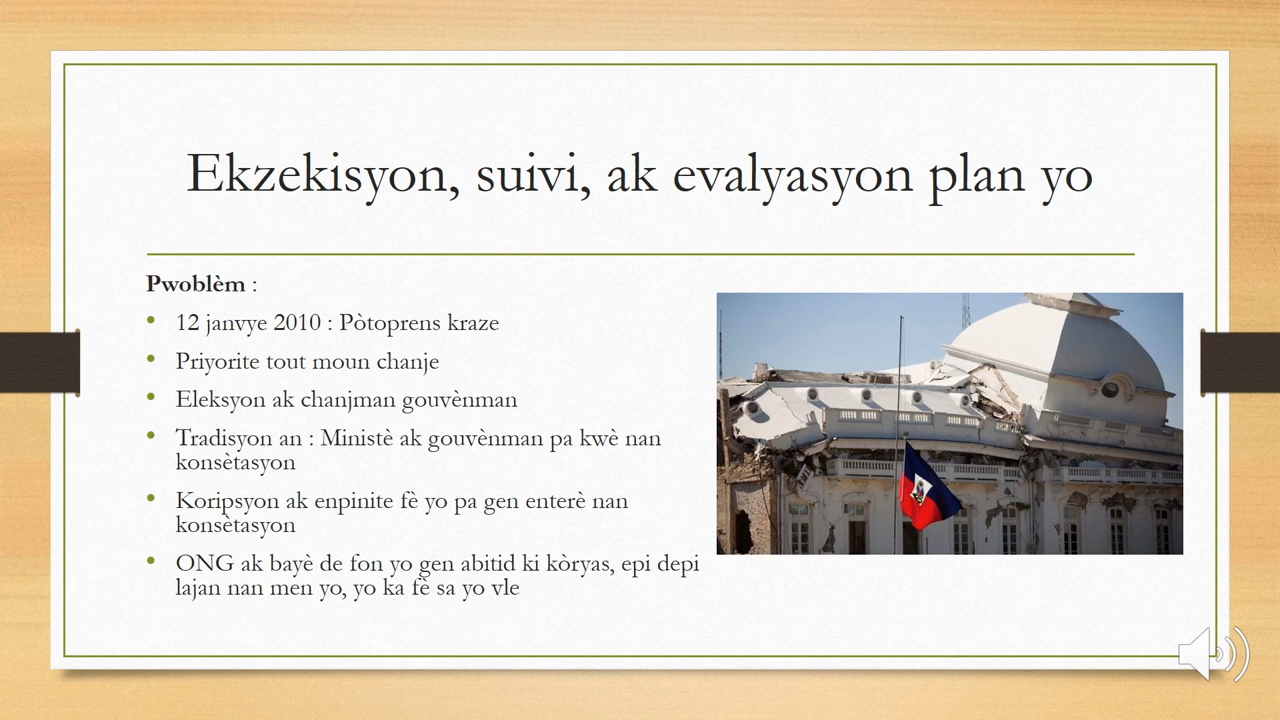 Ekzekisyon, suivi, ak evalyasyon plan yo
Pwoblèm :
• 12 janvye 2010 : Pòtoprens kraze
• Priyorite tout moun chanje
• Eleksyon ak chanjman gouvènman
• Tradisyon an : Ministè ak gouvènman pa kwè nan
konsètasyon
• Koripsyon ak enpinite fè yo pa gen enterè nan
konsètasyon
• ONG ak bayè de fon yo gen abitid ki kòryas, epi depi
lajan nan men yo, yo ka fè sa yo vle